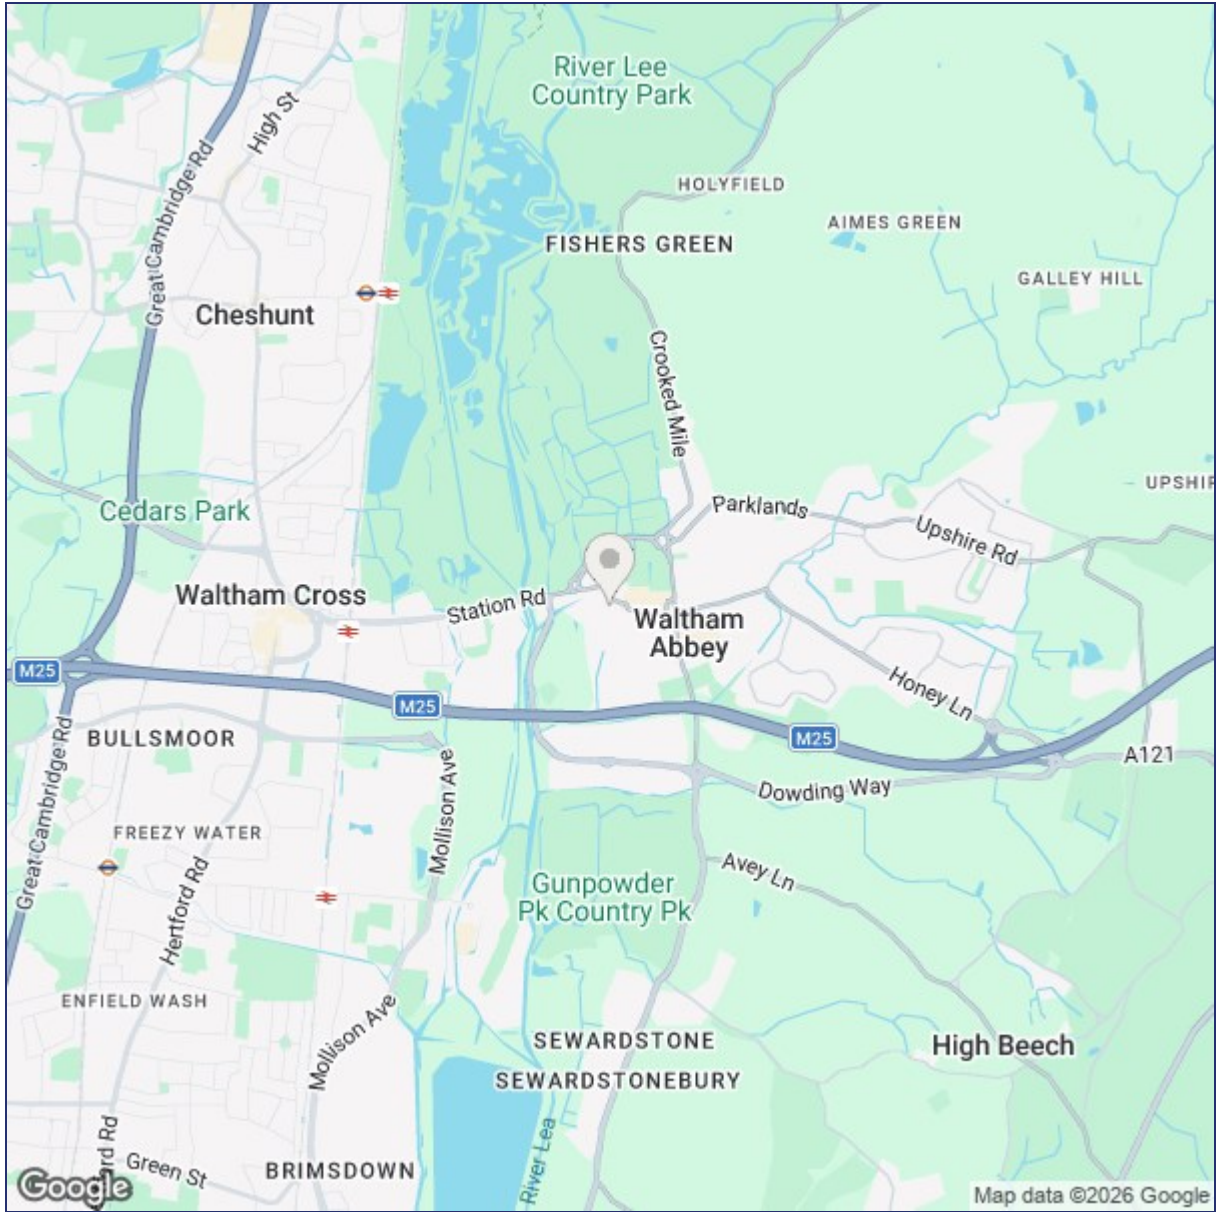 River Lee
Country Park
High St
HOLYFIELD
AIMES GREEN
Great Cambridge Rd
FISHERS GREEN
GALLEY HILL
Cheshunt
Crooked Mile
UPSHIR
Parklands
Cedars Park
Upshire Rd
Waltham Cross
Station Rd
Waltham
Abbey
M25
Honey Ln
M25
BULLSMOOR
M25
A121
Great Cambridge Rd
Mollison Ave
Dowding Way
FREEZY WATER
Hertford Rd
Avey Ln
Gunpowder
Pk Country Pk
ENFIELD WASH
Mollison Ave
SEWARDSTONE
High Beech
SEWARDSTONEBURY
River Lea
ford Rd
Green St
BRIMSDOWN
Google
Map data ©2026 Google